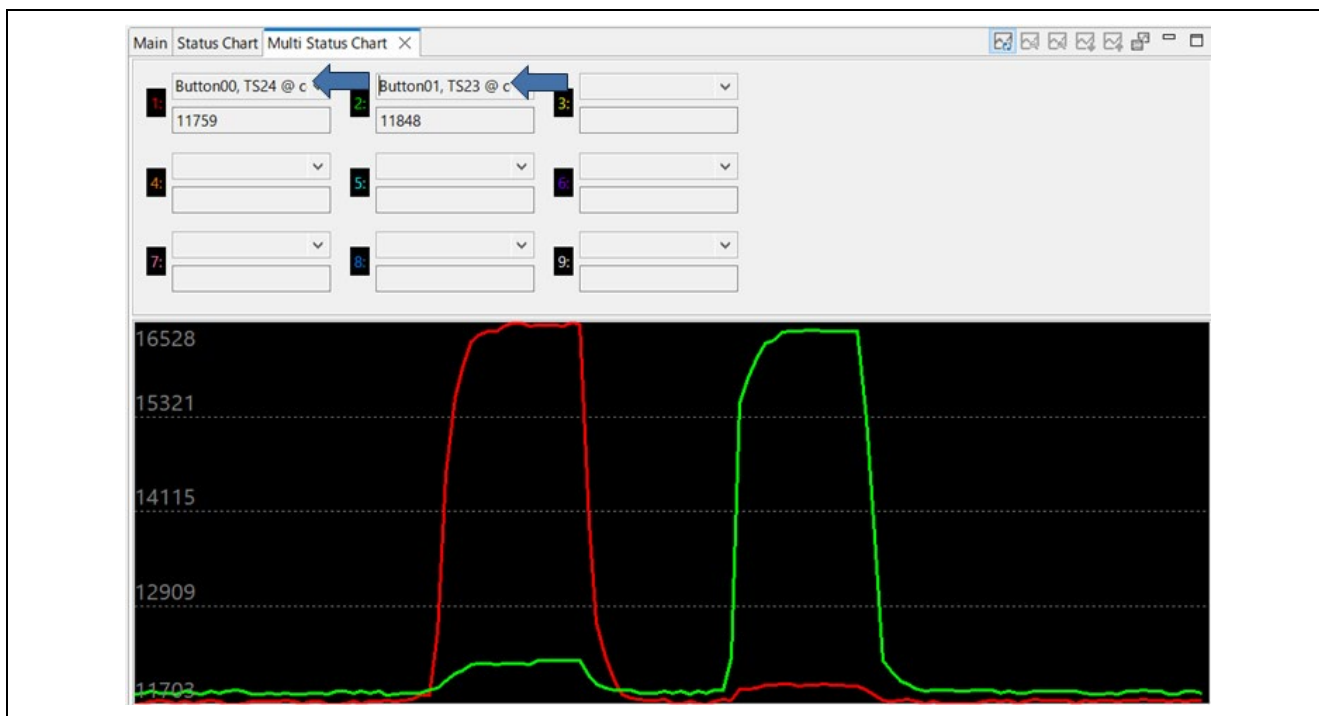 Main Status Chart Multi Status Chart
1: Button00, TS24 @ c 2: Button01, TS23 @ c 3:
11759 11848
4: 5: 6:
7: 8: 9:
16528
15321
14115
12909
11703